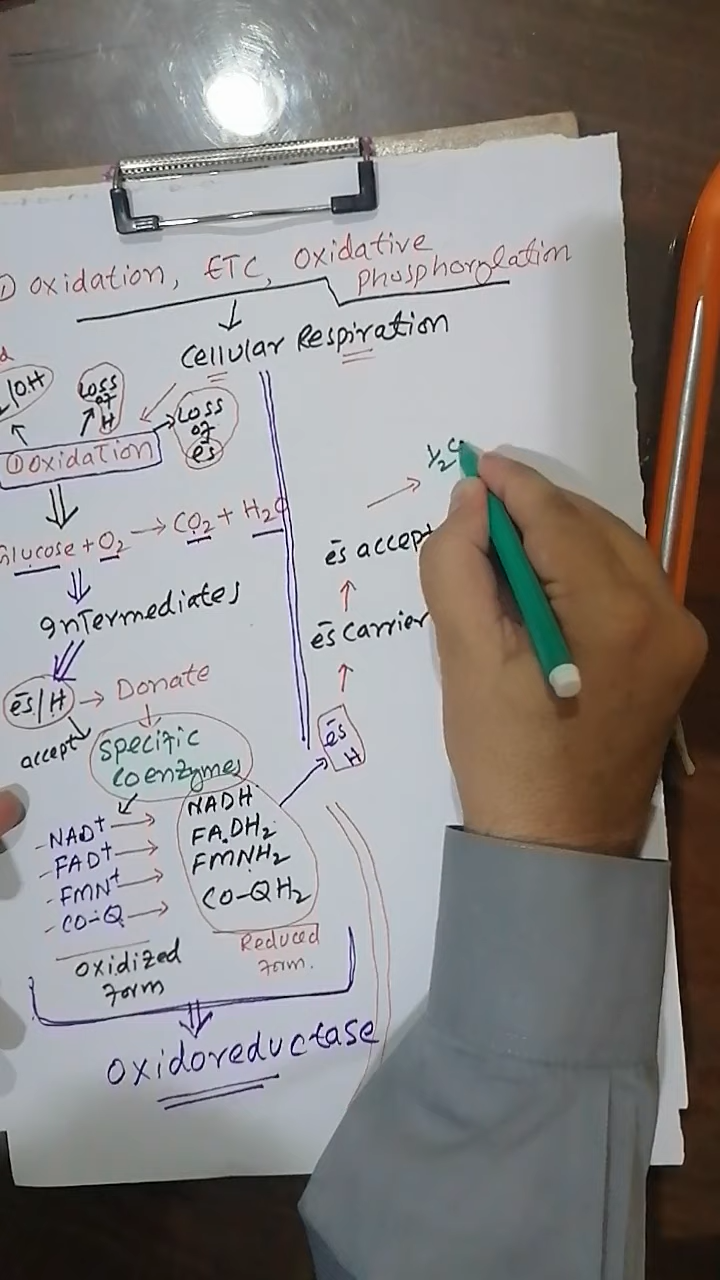 ① Oxidation, ETC, Oxidative
phosphorylation
Cellular Respiration
Loss
of
H
Loss
of
ēs
① Oxidation
Glucose + O2 → CO2 + H2O
Intermediates
ēs/H → Donate
accept
Specific
Coenzymes
- NAD+ → NADH
- FAD+ → FADH2
- FMN+ → FMNH2
- CO-Q → CO-QH2
Oxidized
form
Reduced
form.
Oxidoreductase
½
ēs accept
ēs carrier
ēs
H